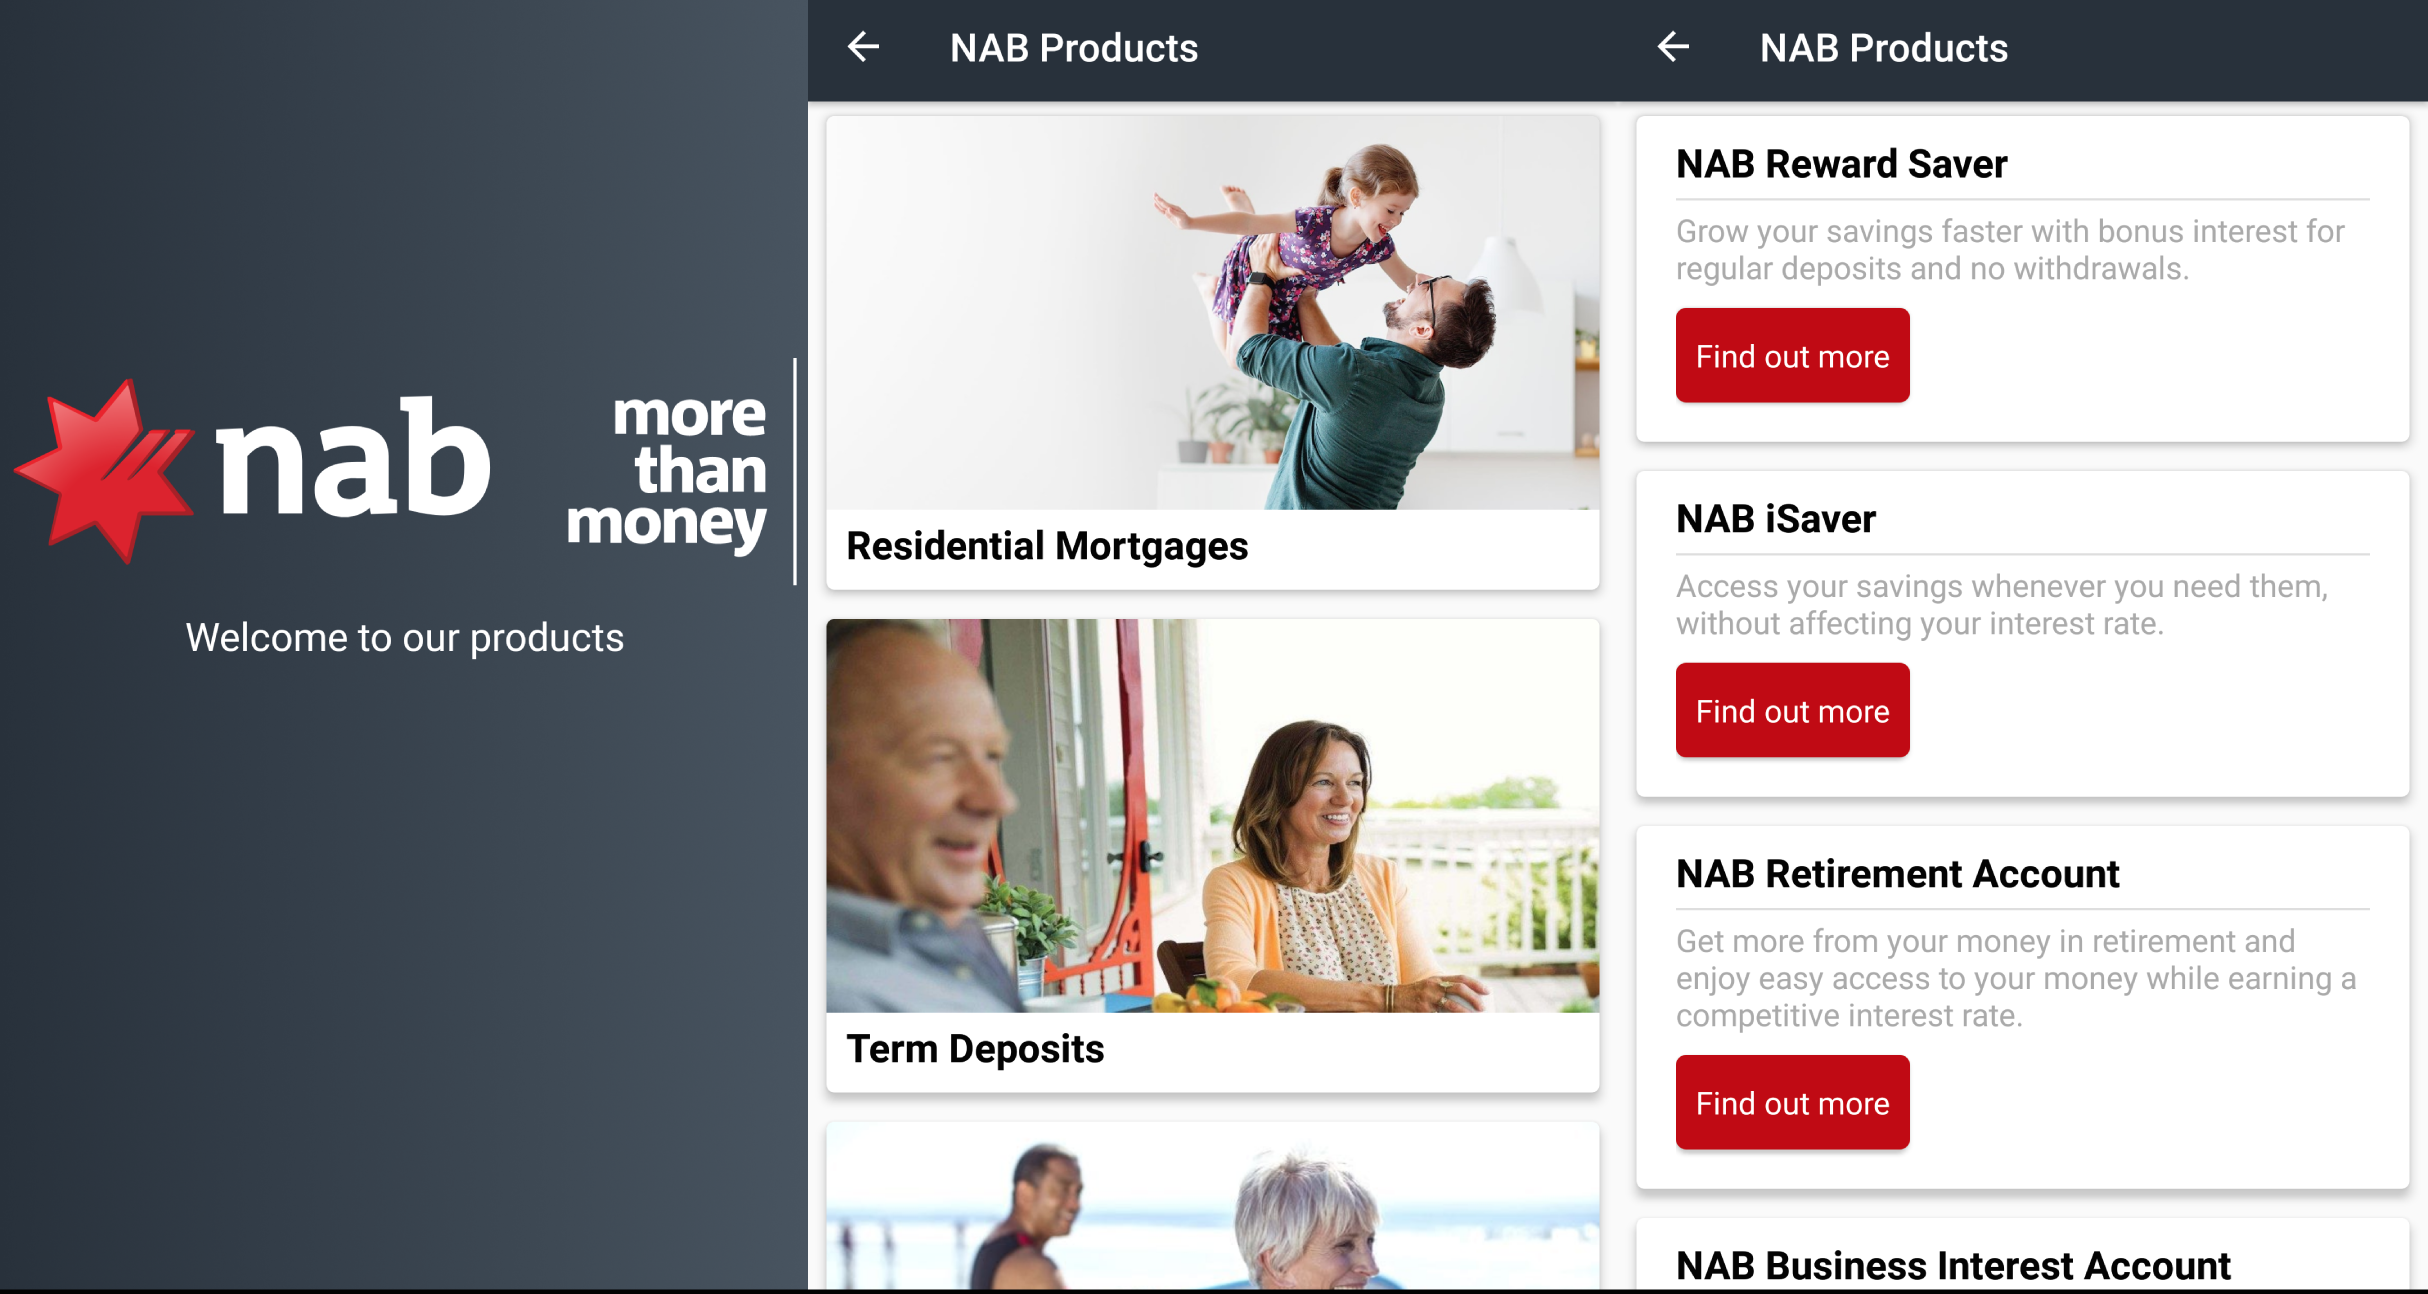 nab
more
than
money
Welcome to our products
NAB Products
Residential Mortgages
Term Deposits
NAB Products
NAB Reward Saver
Grow your savings faster with bonus interest for
regular deposits and no withdrawals.
Find out more
NAB iSaver
Access your savings whenever you need them,
without affecting your interest rate.
Find out more
NAB Retirement Account
Get more from your money in retirement and
enjoy easy access to your money while earning a
competitive interest rate.
Find out more
NAB Business Interest Account